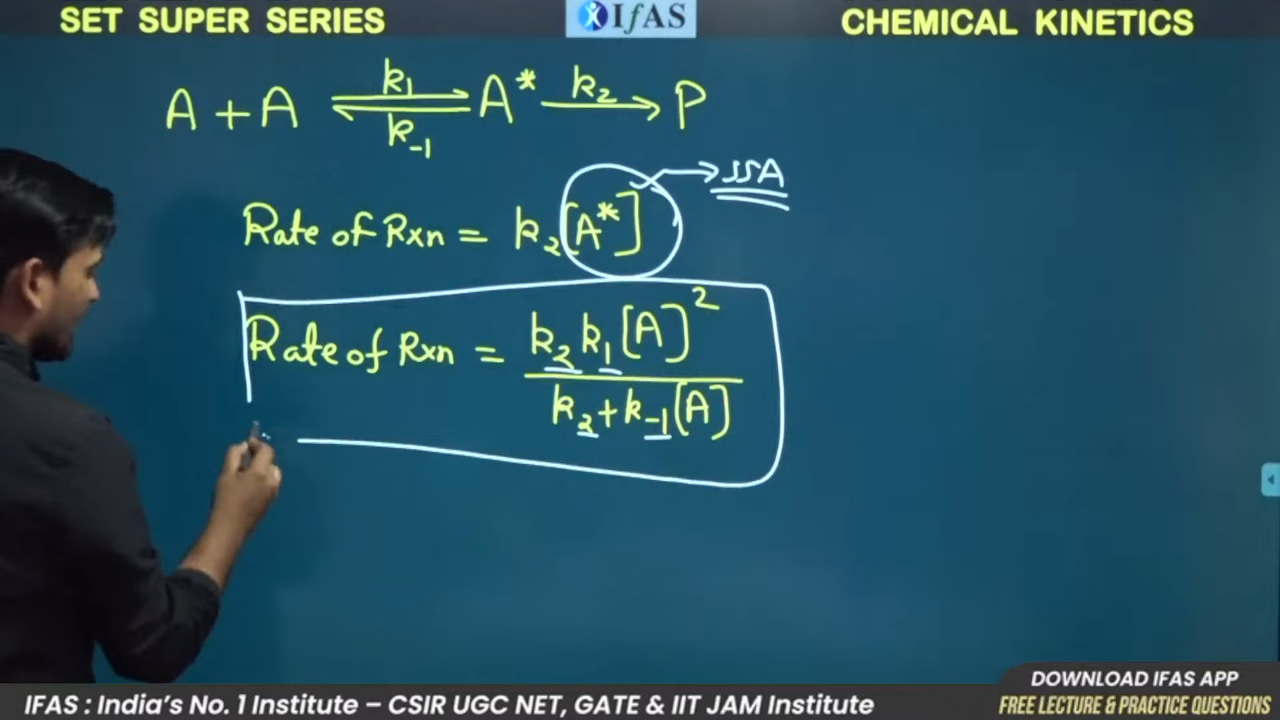 SET SUPER SERIES
IfAS
CHEMICAL KINETICS
A + A ⇌ A* → P
k₁ k₂
k₋₁
SSA
Rate of Rxn = k₂[A*]
Rate of Rxn = k₂ k₁ [A]²
k₂ + k₋₁[A]
DOWNLOAD IFAS APP
FREE LECTURE & PRACTICE QUESTIONS
IFAS : India's No. 1 Institute – CSIR UGC NET, GATE & IIT JAM Institute